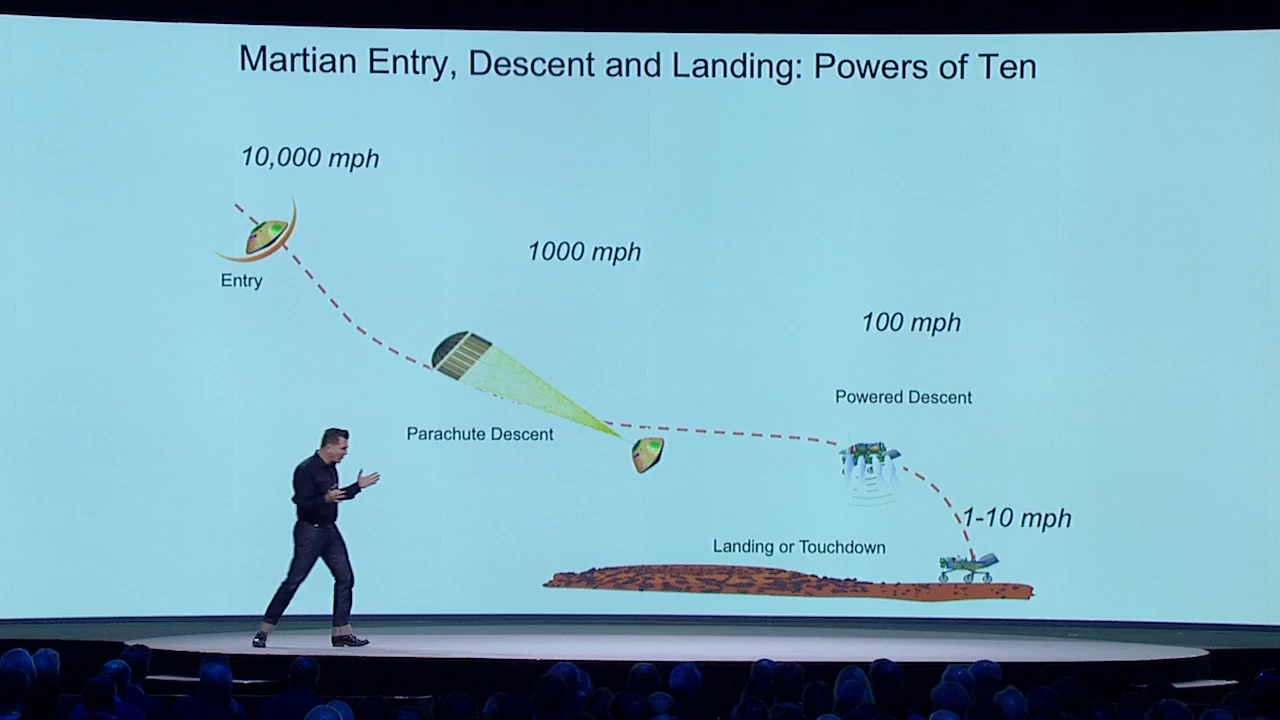 Martian Entry, Descent and Landing: Powers of Ten
10,000 mph
Entry
1000 mph
Parachute Descent
100 mph
Powered Descent
1-10 mph
Landing or Touchdown